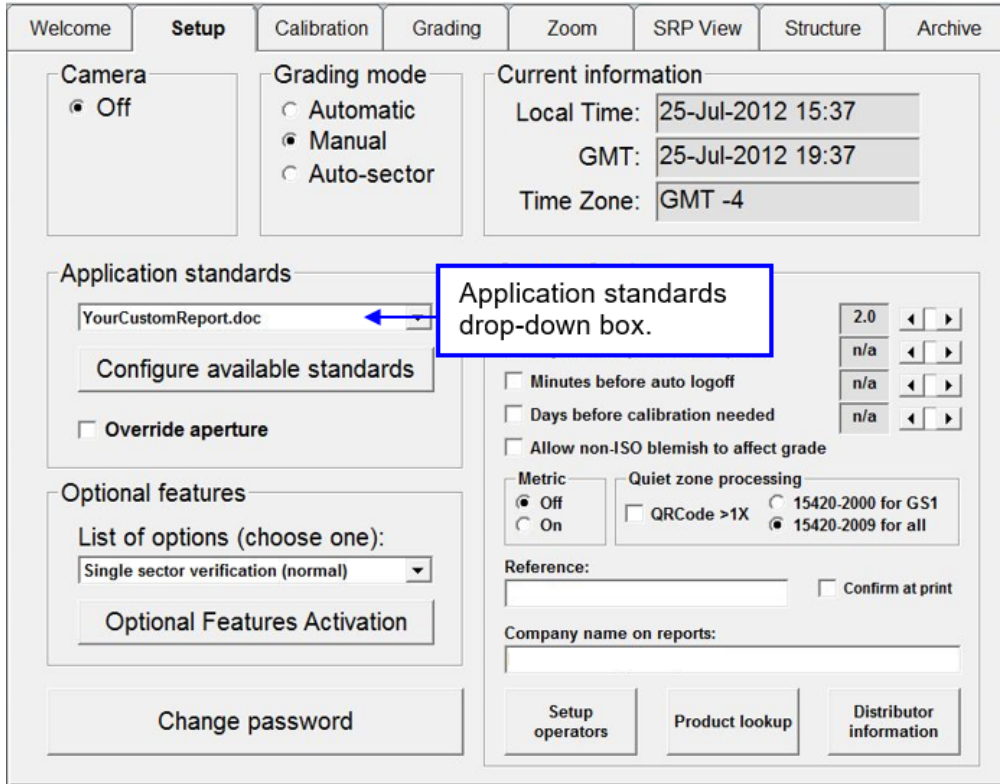 Welcome
Setup
Calibration
Grading
Zoom
SRP View
Structure
Archive
Camera
Off
Grading mode
Automatic
Manual
Auto-sector
Current information
Local Time: 25-Jul-2012 15:37
GMT: 25-Jul-2012 19:37
Time Zone: GMT -4
Application standards
YourCustomReport.doc
Configure available standards
Override aperture
Application standards
drop-down box.
2.0
n/a
Minutes before auto logoff n/a
Days before calibration needed n/a
Allow non-ISO blemish to affect grade
Metric
Off
On
Quiet zone processing
QRCode >1X
15420-2000 for GS1
15420-2009 for all
Optional features
List of options (choose one):
Single sector verification (normal)
Optional Features Activation
Reference:
Confirm at print
Company name on reports:
Change password
Setup
operators
Product lookup
Distributor
information